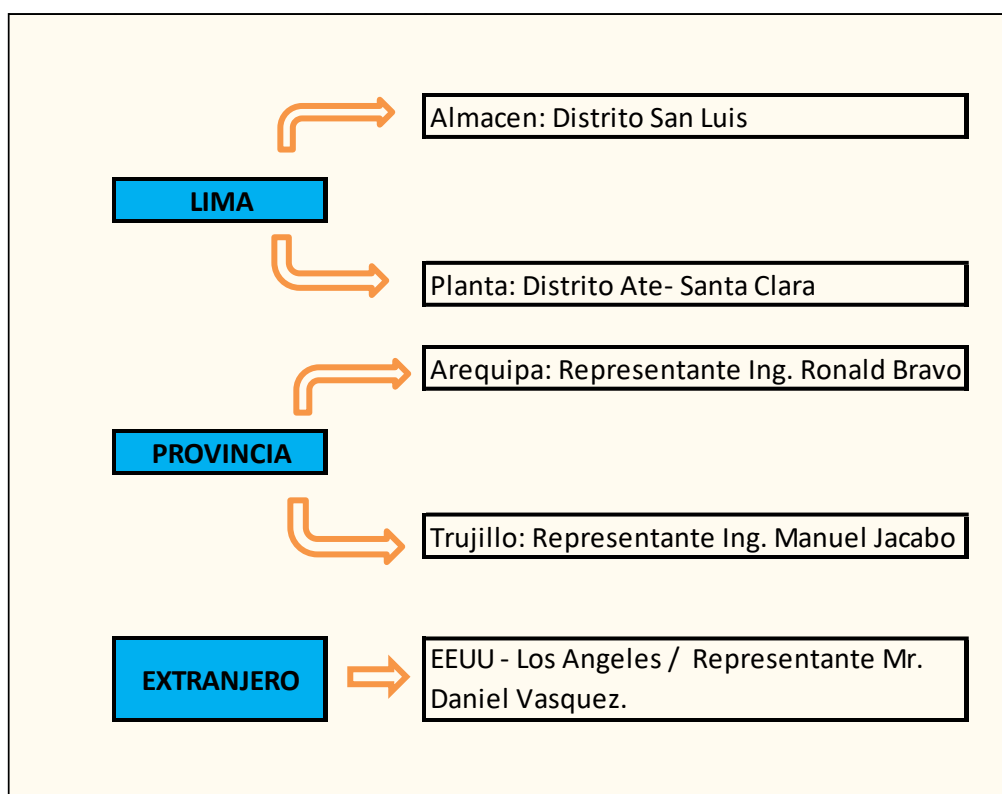 Almacen: Distrito San Luis
LIMA
Planta: Distrito Ate- Santa Clara
Arequipa: Representante Ing. Ronald Bravo
PROVINCIA
Trujillo: Representante Ing. Manuel Jacabo
EXTRANJERO
EEUU - Los Angeles / Representante Mr.
Daniel Vasquez.